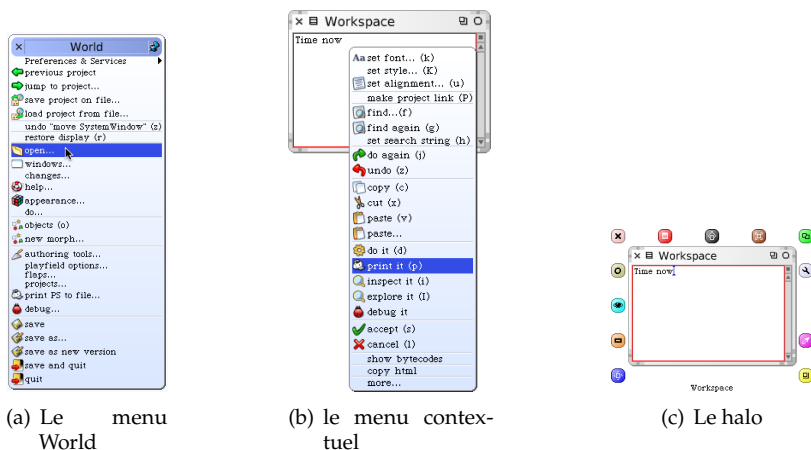 World
Preferences & Services
previous project
jump to project...
save project on file...
load project from file...
undo "move SystemWindow" (z)
restore display (r)
open...
windows...
changes...
help...
appearance...
do...
objects (o)
new morph...
authoring tools...
playfield options...
flaps...
projects...
print PS to file...
debug...
save
save as...
save as new version
save and quit
quit
(a) Le menu
World
Workspace
Time now
Aa set font... (k)
set style... (K)
set alignment... (u)
make project link (P)
find...(f)
find again (g)
set search string (h)
do again (j)
undo (z)
copy (c)
cut (x)
paste (v)
paste...
do it (d)
print it (p)
inspect it (i)
explore it (I)
debug it
accept (s)
cancel (l)
show bytecodes
copy html
more...
(b) le menu contex-
tuel
Workspace
Time now
Workspace
(c) Le halo